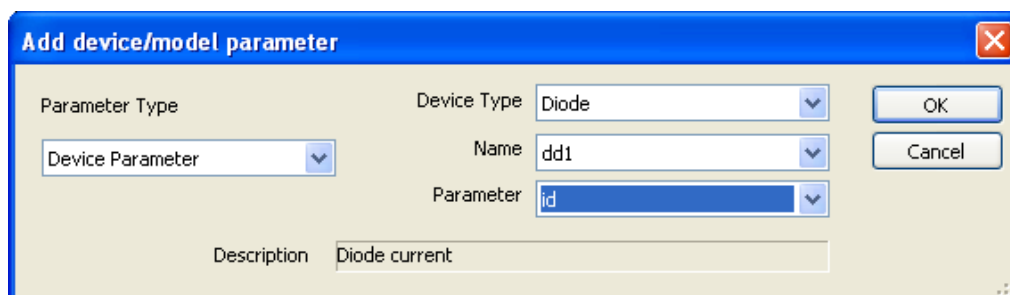 Add device/model parameter
Parameter Type
Device Parameter
Device Type Diode
Name dd1
Parameter id
Description Diode current
OK
Cancel